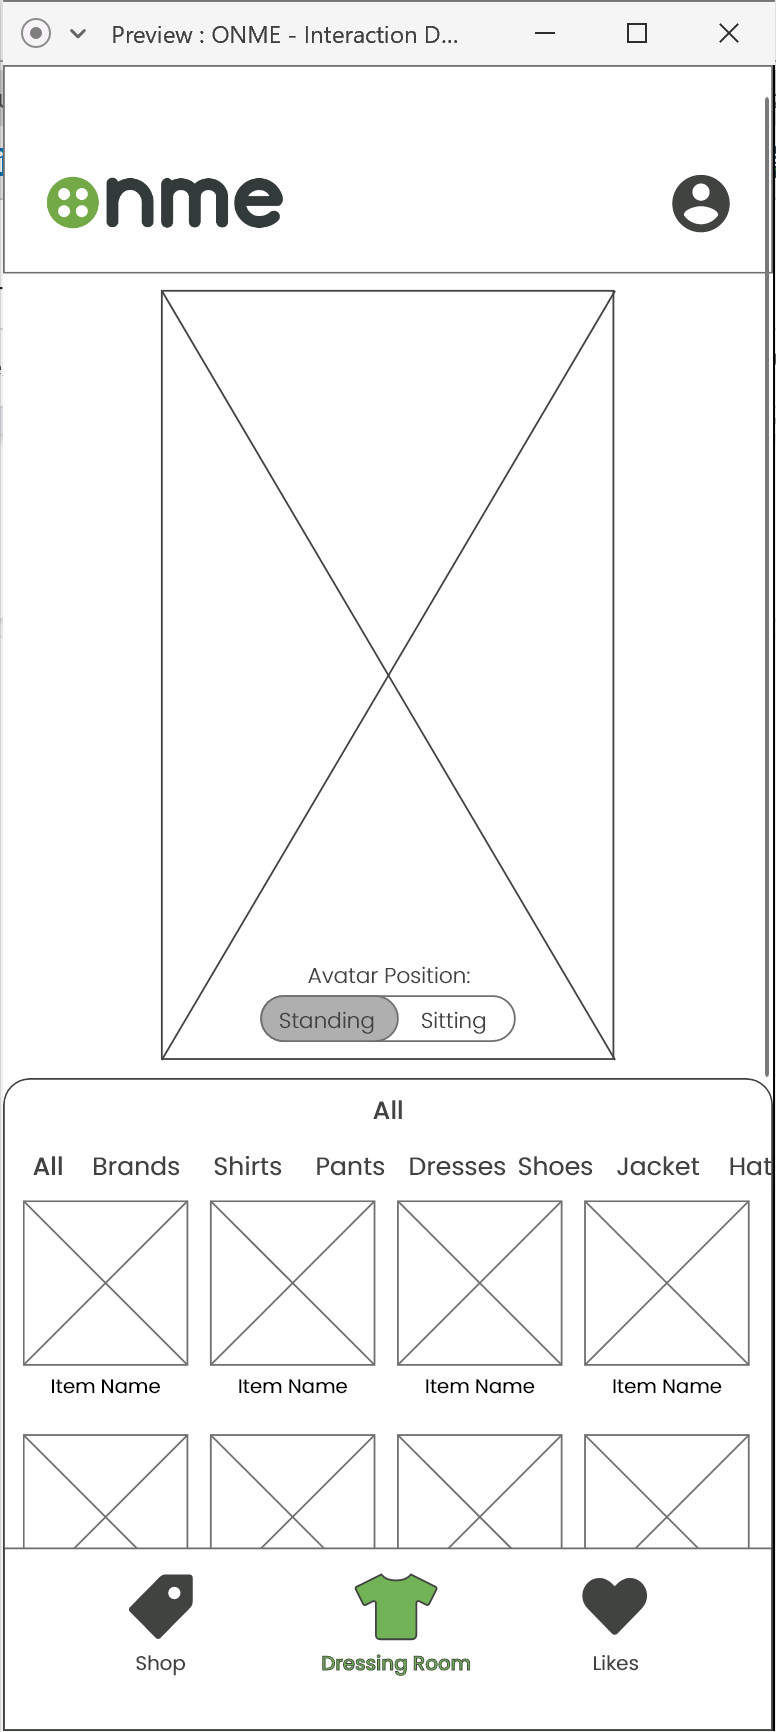 Preview : ONME - Interaction D...
onme
Avatar Position:
Standing Sitting
All
All Brands Shirts Pants Dresses Shoes Jacket Hat
Item Name Item Name Item Name Item Name
Shop Dressing Room Likes